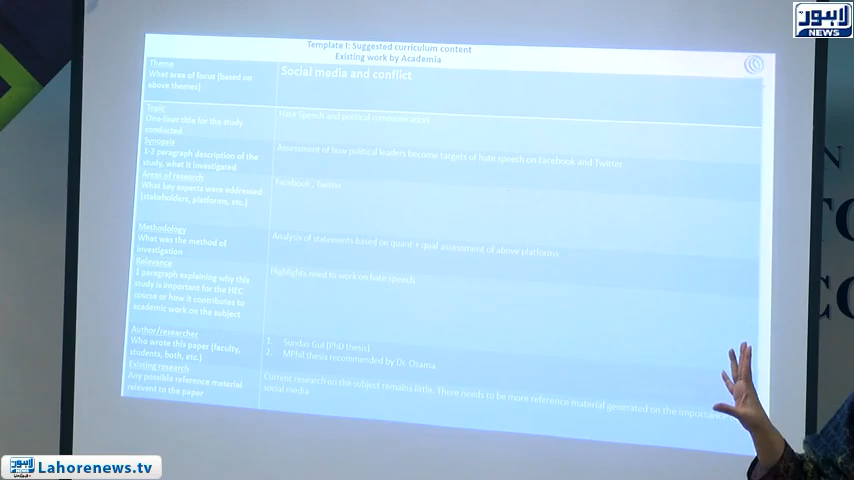 لاہور
NEWS
Template I: Suggested curriculum content
Existing work by Academia
Theme
What area of focus (based on
above themes)
Social media and conflict
Topic
One-liner title for the study
conducted
Hate Speech and political communication
Synopsis
1-2 paragraph description of the
study, what it investigated
Assessment of how political leaders become targets of hate speech on Facebook and Twitter
Areas of research
What key aspects were addressed
(stakeholders, platforms, etc.)
Facebook, Twitter
Methodology
What was the method of
investigation
Analysis of statements based on quant + qual assessment of above platforms
Relevance
1 paragraph explaining why this
study is important for the HEC
course or how it contributes to
academic work on the subject
Highlights need to work on hate speech
Author/researcher
Who wrote this paper (faculty,
students, both, etc.)
1. Sundas Gul (PhD thesis)
2. MPhil thesis recommended by Dr. Osama
Existing research
Any possible reference material
relevant to the paper
Current research on the subject remains little. There needs to be more reference material generated on the importance
social media
لاہور
NEWS
Lahorenews.tv